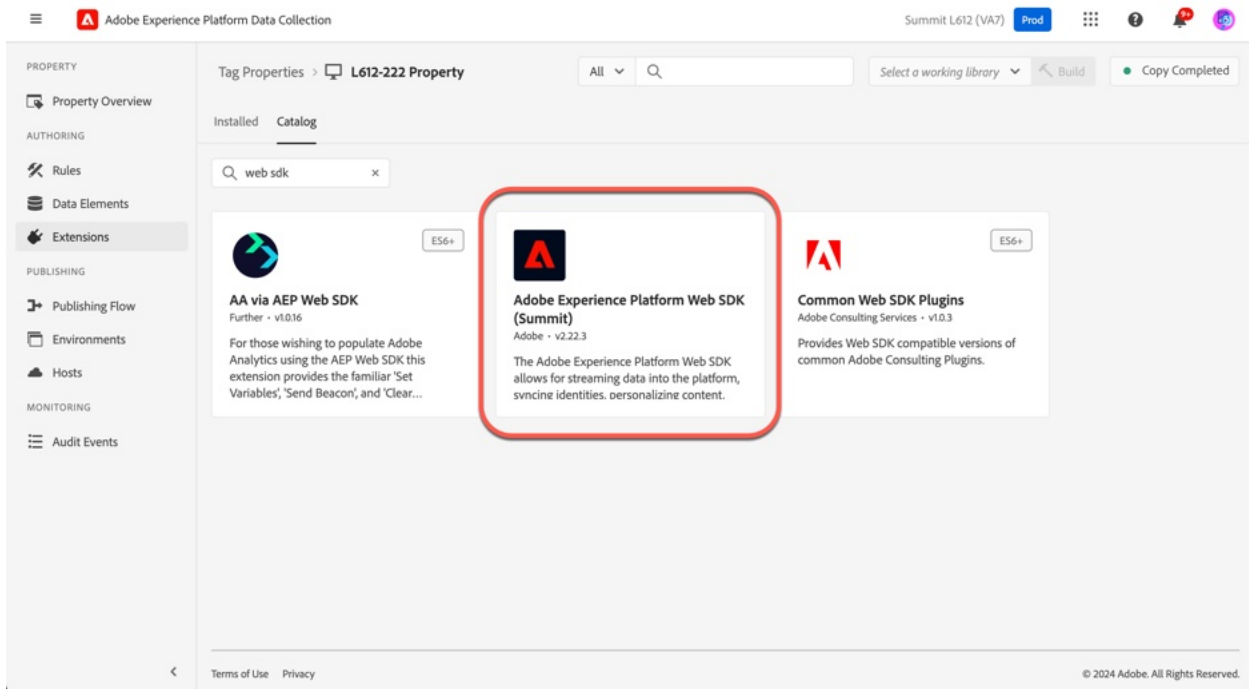 Adobe Experience Platform Data Collection
Summit L612 (VA7)
Prod
9+
PROPERTY
Property Overview
AUTHORING
Rules
Data Elements
Extensions
PUBLISHING
Publishing Flow
Environments
Hosts
MONITORING
Audit Events
Tag Properties > L612-222 Property
All
Select a working library
Build
Copy Completed
Installed Catalog
web sdk
ES6+
AA via AEP Web SDK
Further • v1.0.16
For those wishing to populate Adobe
Analytics using the AEP Web SDK this
extension provides the familiar 'Set
Variables', 'Send Beacon', and 'Clear...
Adobe Experience Platform Web SDK
(Summit)
Adobe • v2.22.3
The Adobe Experience Platform Web SDK
allows for streaming data into the platform,
syncing identities, personalizing content,
ES6+
Common Web SDK Plugins
Adobe Consulting Services • v1.0.3
Provides Web SDK compatible versions of
common Adobe Consulting Plugins.
Terms of Use Privacy
© 2024 Adobe. All Rights Reserved.